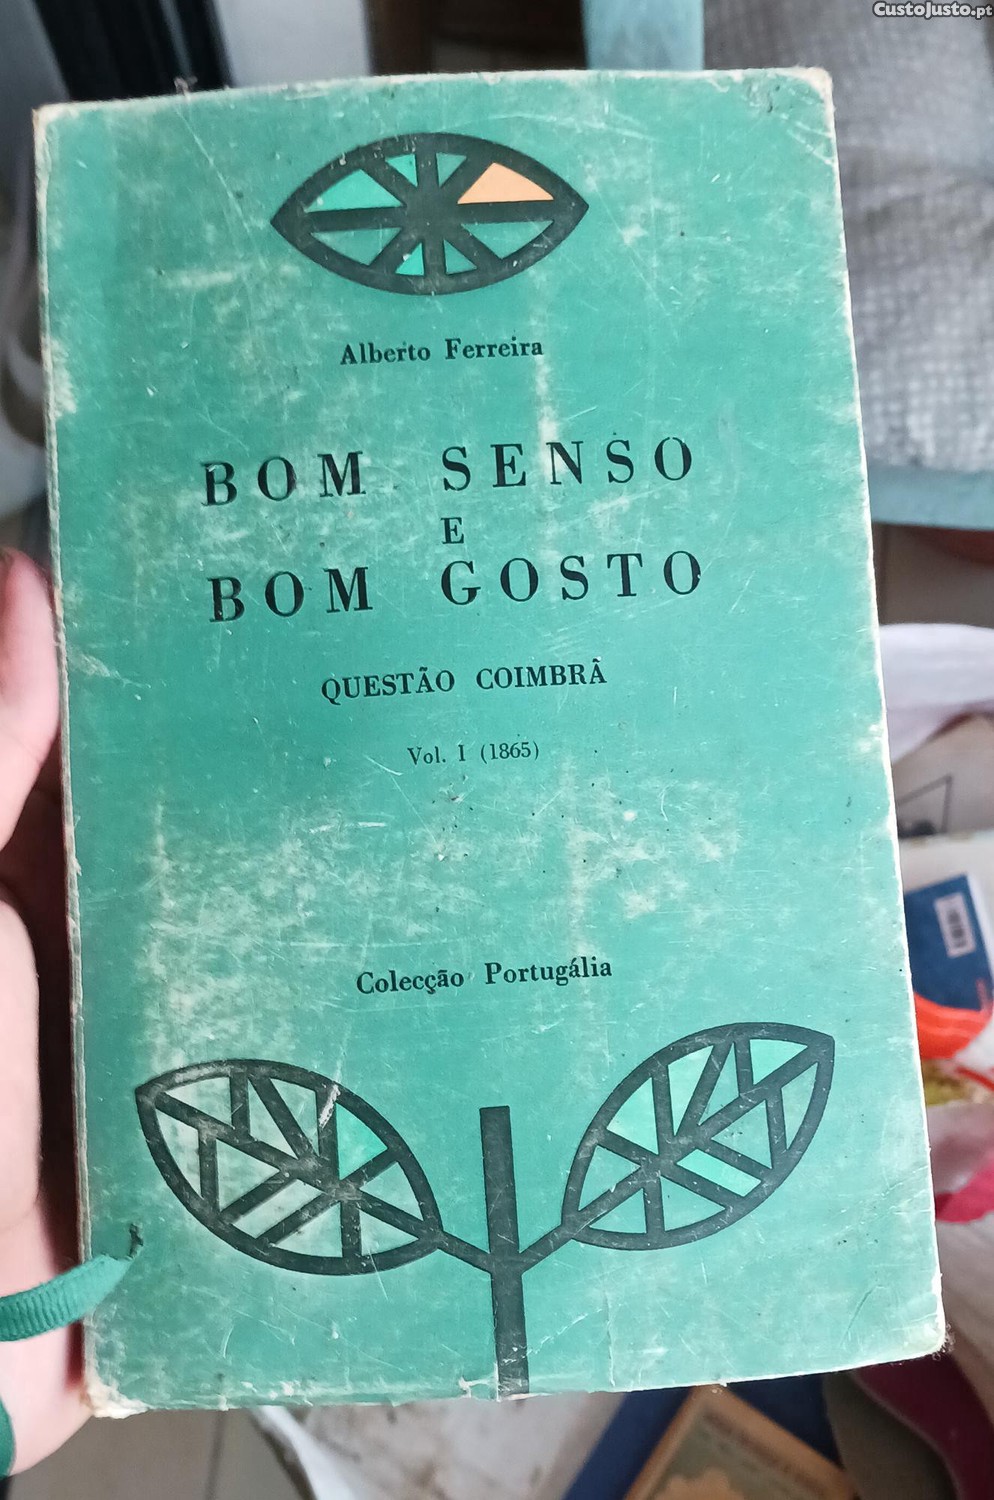 CustoJusto.pt
Alberto Ferreira
BOM SENSO
E
BOM GOSTO
QUESTÃO COIMBRÃ
Vol. I (1865)
Colecção Portugália